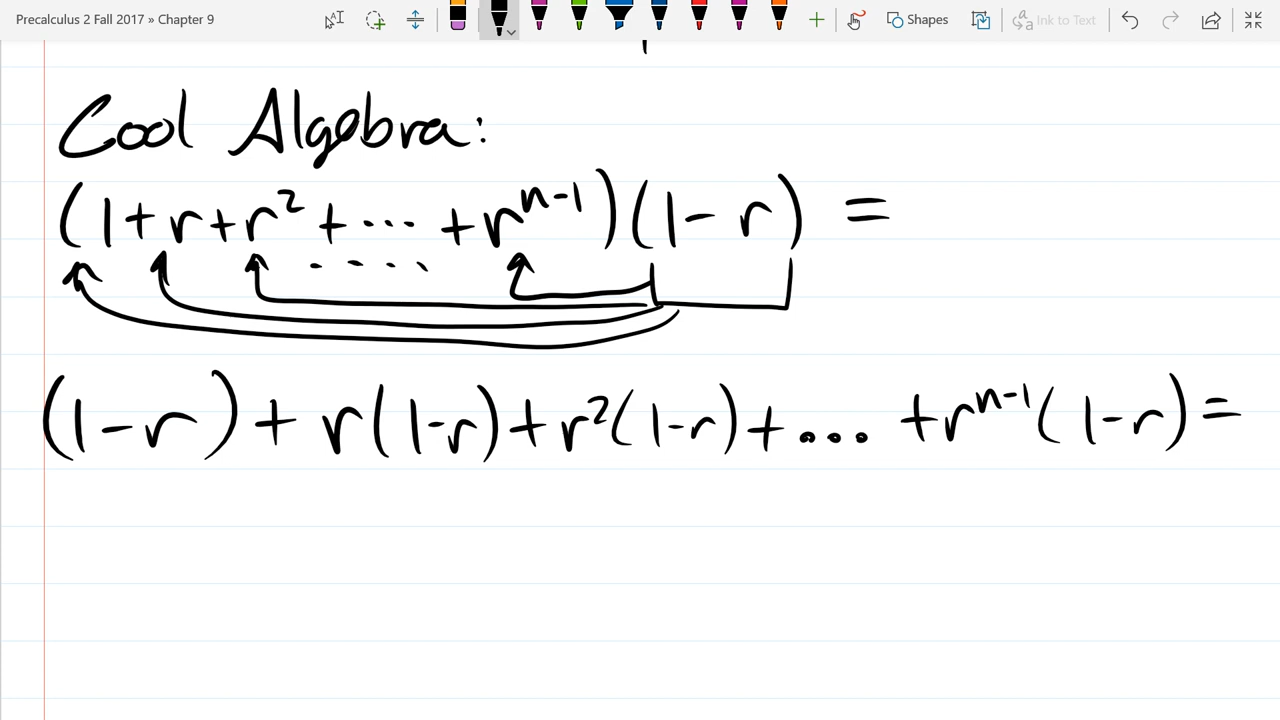 Precalculus 2 Fall 2017 » Chapter 9
Shapes
Ink to Text
Cool Algebra:
(1+r+r²+⋯+rⁿ⁻¹)(1-r) =
....
(1-r)+r(1-r)+r²(1-r)+...+rⁿ⁻¹(1-r)=